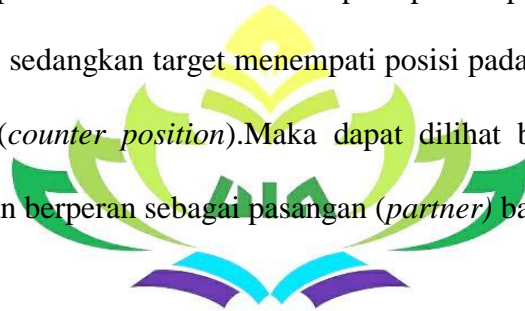 sedangkan target menempati posisi pada
(counter position).Maka dapat dilihat b
n berperan sebagai pasangan (partner) ba